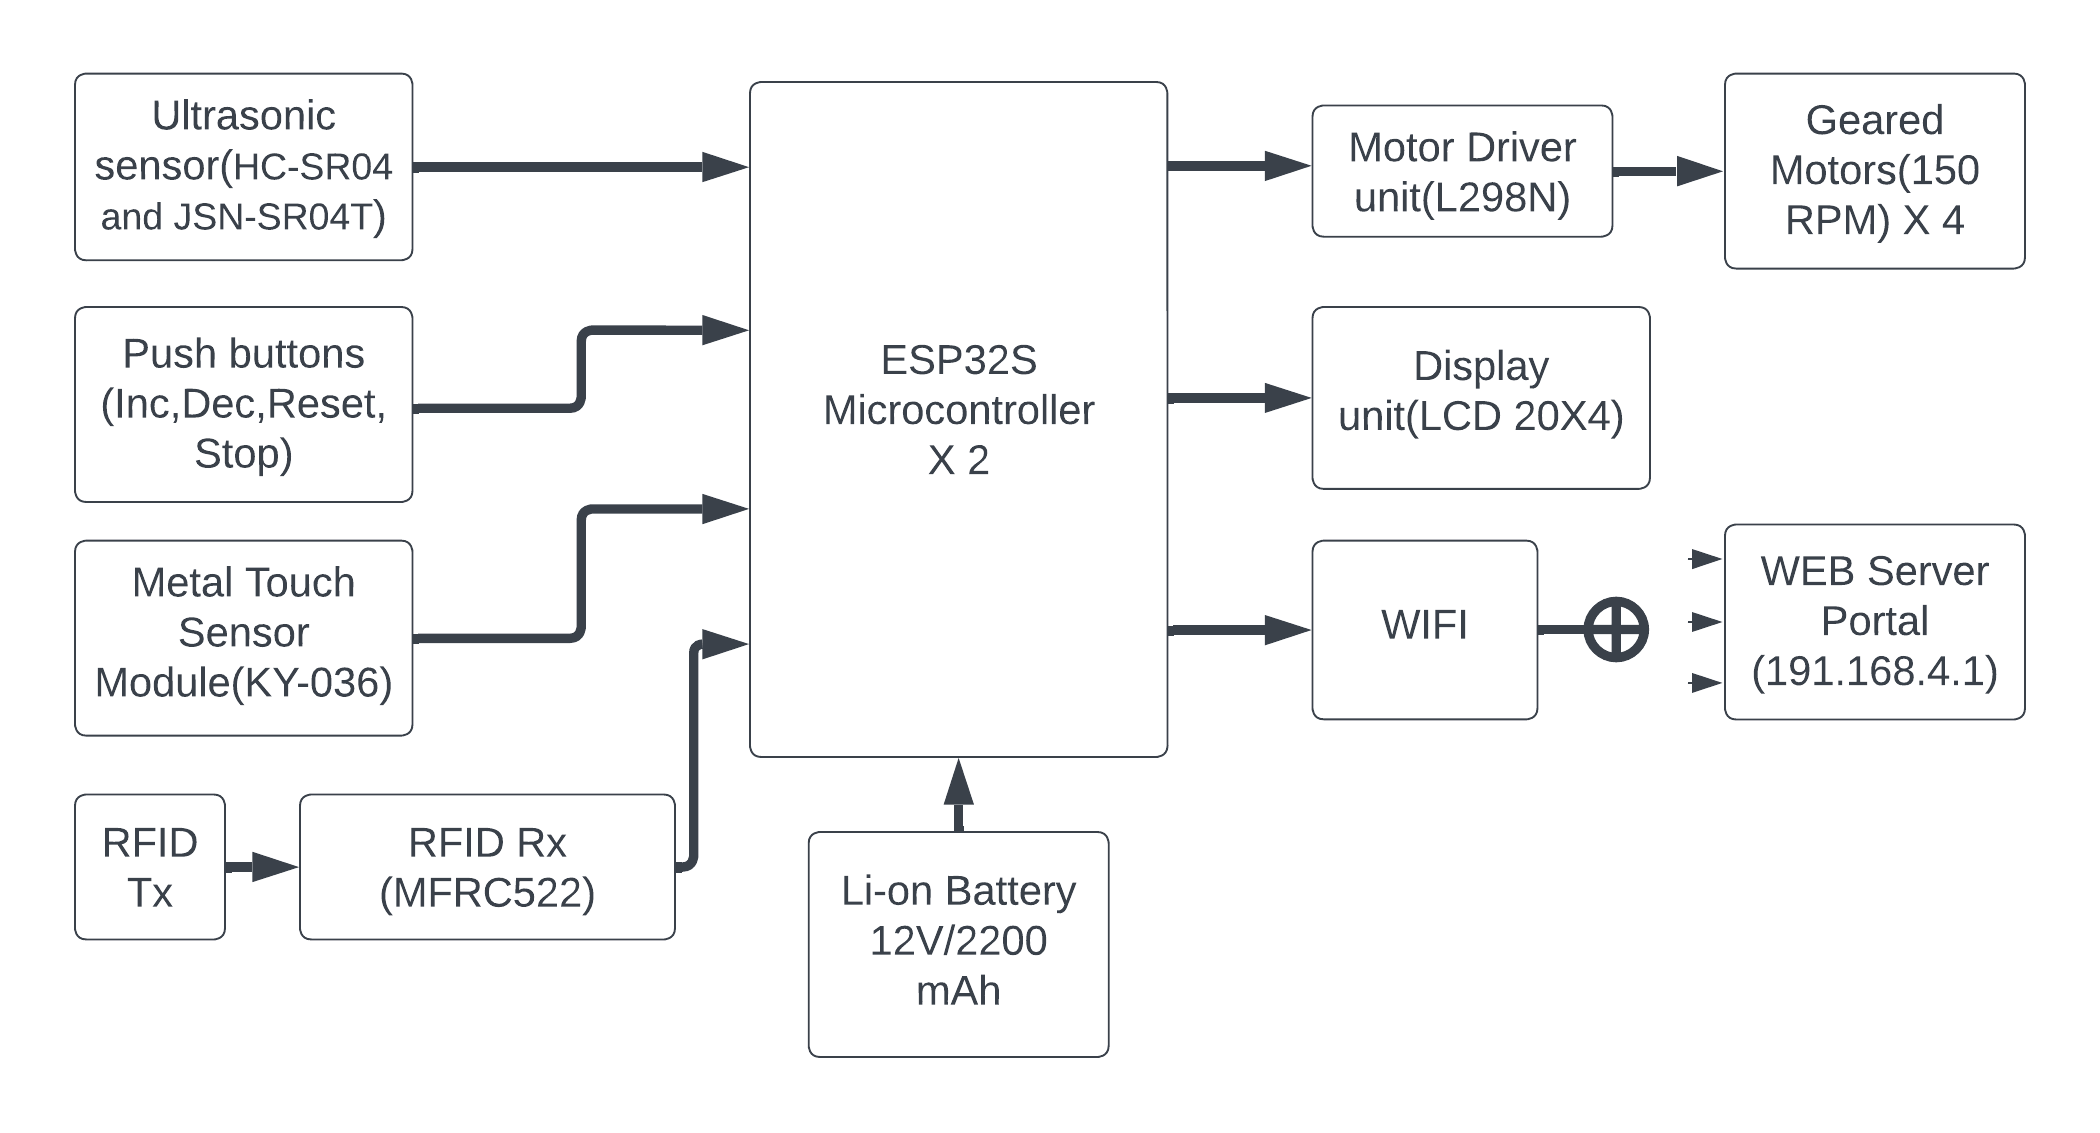 Ultrasonic
sensor(HC-SR04
and JSN-SR04T)
Push buttons
(Inc,Dec,Reset,
Stop)
Metal Touch
Sensor
Module(KY-036)
RFID
Tx
RFID Rx
(MFRC522)
ESP32S
Microcontroller
X 2
Li-on Battery
12V/2200
mAh
Motor Driver
unit(L298N)
Geared
Motors(150
RPM) X 4
Display
unit(LCD 20X4)
WIFI
WEB Server
Portal
(191.168.4.1)